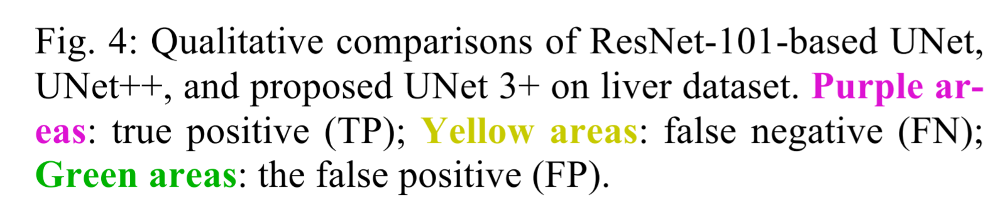 Fig. 4: Qualitative comparisons of ResNet-101-based UNet,
UNet++, and proposed UNet 3+ on liver dataset. Purple ar-
eas: true positive (TP); Yellow areas: false negative (FN);
Green areas: the false positive (FP).